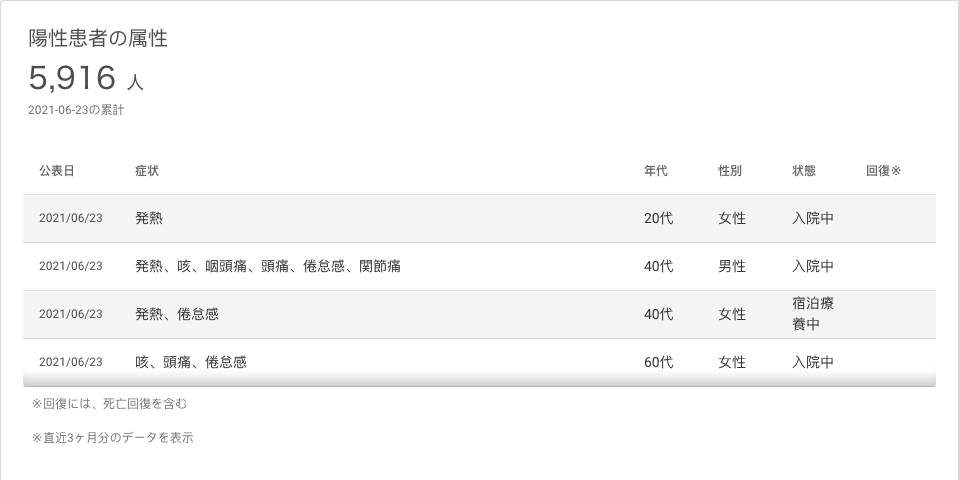 陽性患者の属性
5,916 人
2021-06-23の累計
公表日 症状 年代 性別 状態 回復※
2021/06/23 発熱 20代 女性 入院中
2021/06/23 発熱、咳、咽頭痛、頭痛、倦怠感、関節痛 40代 男性 入院中
2021/06/23 発熱、倦怠感 40代 女性 宿泊療
養中
2021/06/23 咳、頭痛、倦怠感 60代 女性 入院中
※回復には、死亡回復を含む
※直近3ヶ月分のデータを表示